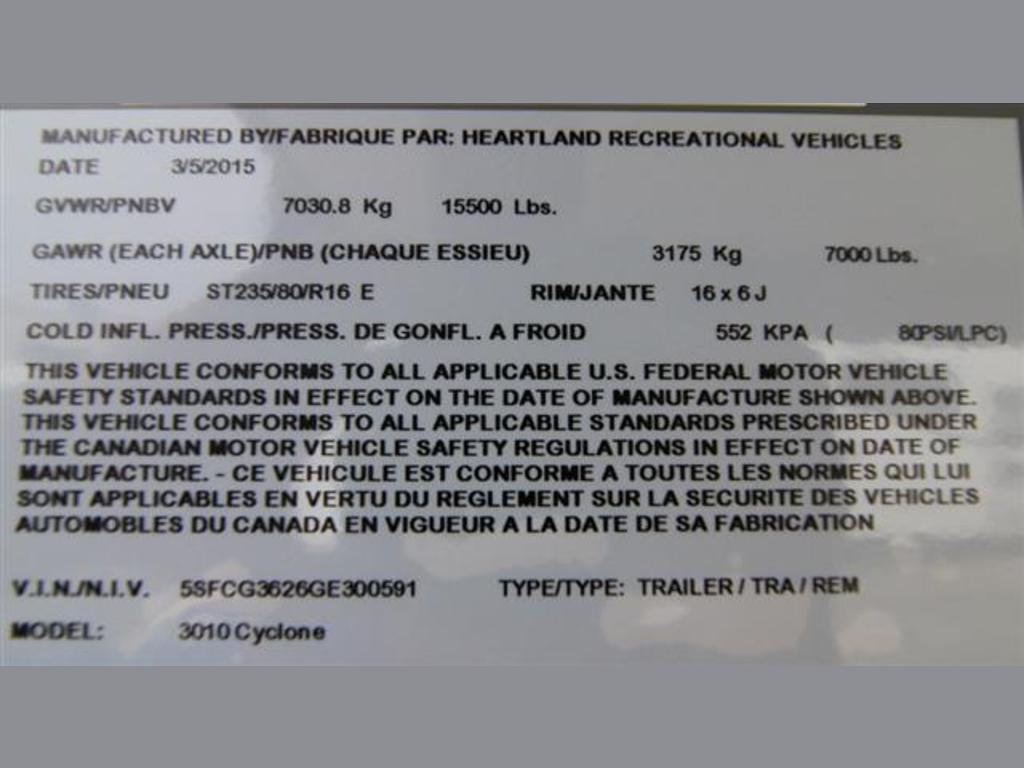 MANUFACTURED BY/FABRIQUE PAR: HEARTLAND RECREATIONAL VEHICLES
DATE 3/5/2015
GVWR/PNBV 7030.8 Kg 15500 Lbs.
GAWR (EACH AXLE)/PNB (CHAQUE ESSIEU) 3175 Kg 7000 Lbs.
TIRES/PNEU ST235/80/R16 E RIM/JANTE 16 x 6 J
COLD INFL. PRESS./PRESS. DE GONFL. A FROID 552 KPA ( 80PSI/LPC)
THIS VEHICLE CONFORMS TO ALL APPLICABLE U.S. FEDERAL MOTOR VEHICLE
SAFETY STANDARDS IN EFFECT ON THE DATE OF MANUFACTURE SHOWN ABOVE.
THIS VEHICLE CONFORMS TO ALL APPLICABLE STANDARDS PRESCRIBED UNDER
THE CANADIAN MOTOR VEHICLE SAFETY REGULATIONS IN EFFECT ON DATE OF
MANUFACTURE. - CE VEHICULE EST CONFORME A TOUTES LES NORMES QUI LUI
SONT APPLICABLES EN VERTU DU REGLEMENT SUR LA SECURITE DES VEHICLES
AUTOMOBLES DU CANADA EN VIGUEUR A LA DATE DE SA FABRICATION
V.I.N./N.I.V. 5SFCG3626GE300591 TYPE/TYPE: TRAILER / TRA / REM
MODEL: 3010 Cyclone